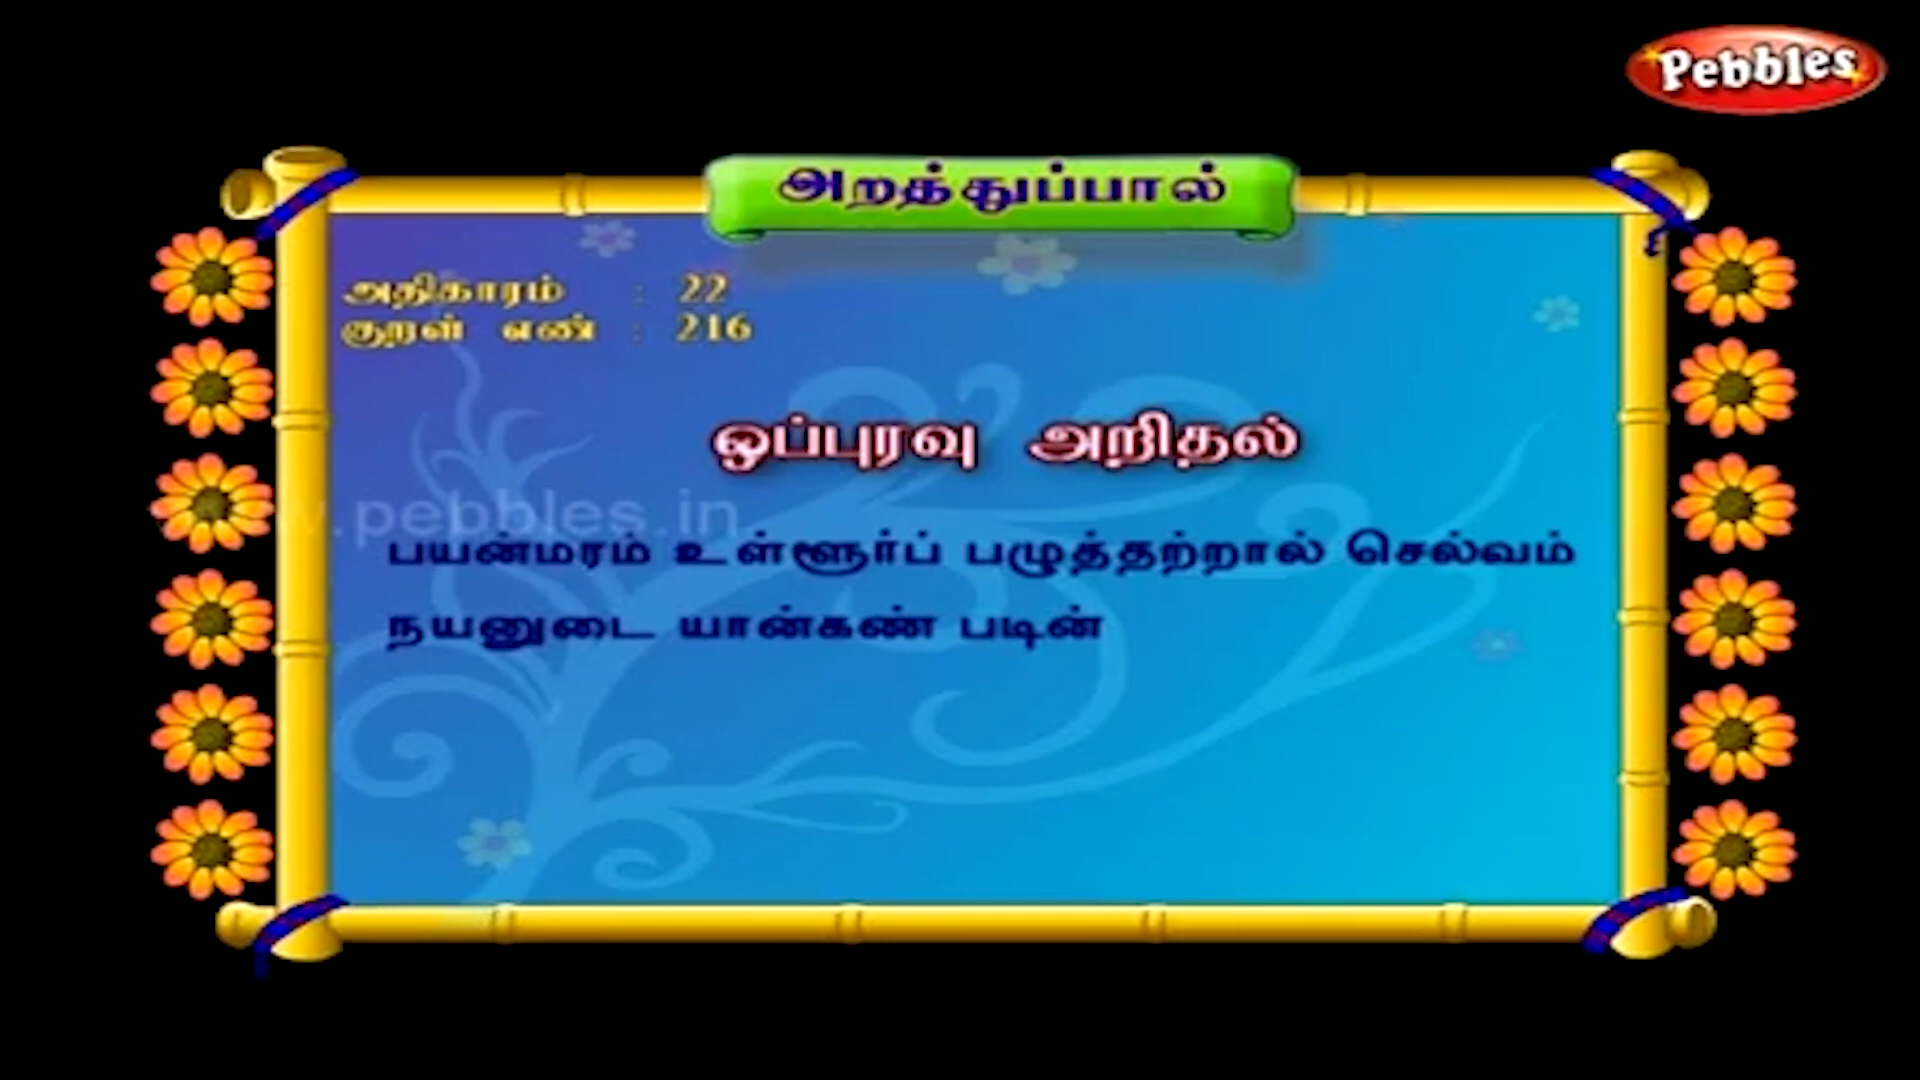 Pebbles
அறத்துப்பால்
அதிகாரம் : 22
குறள் எண் : 216
ஒப்புரவு அறிதல்
www.pebbles.in
பயன்மரம் உள்ளூர்ப் பழுத்தற்றால் செல்வம்
நயனுடை யான்கண் படின்